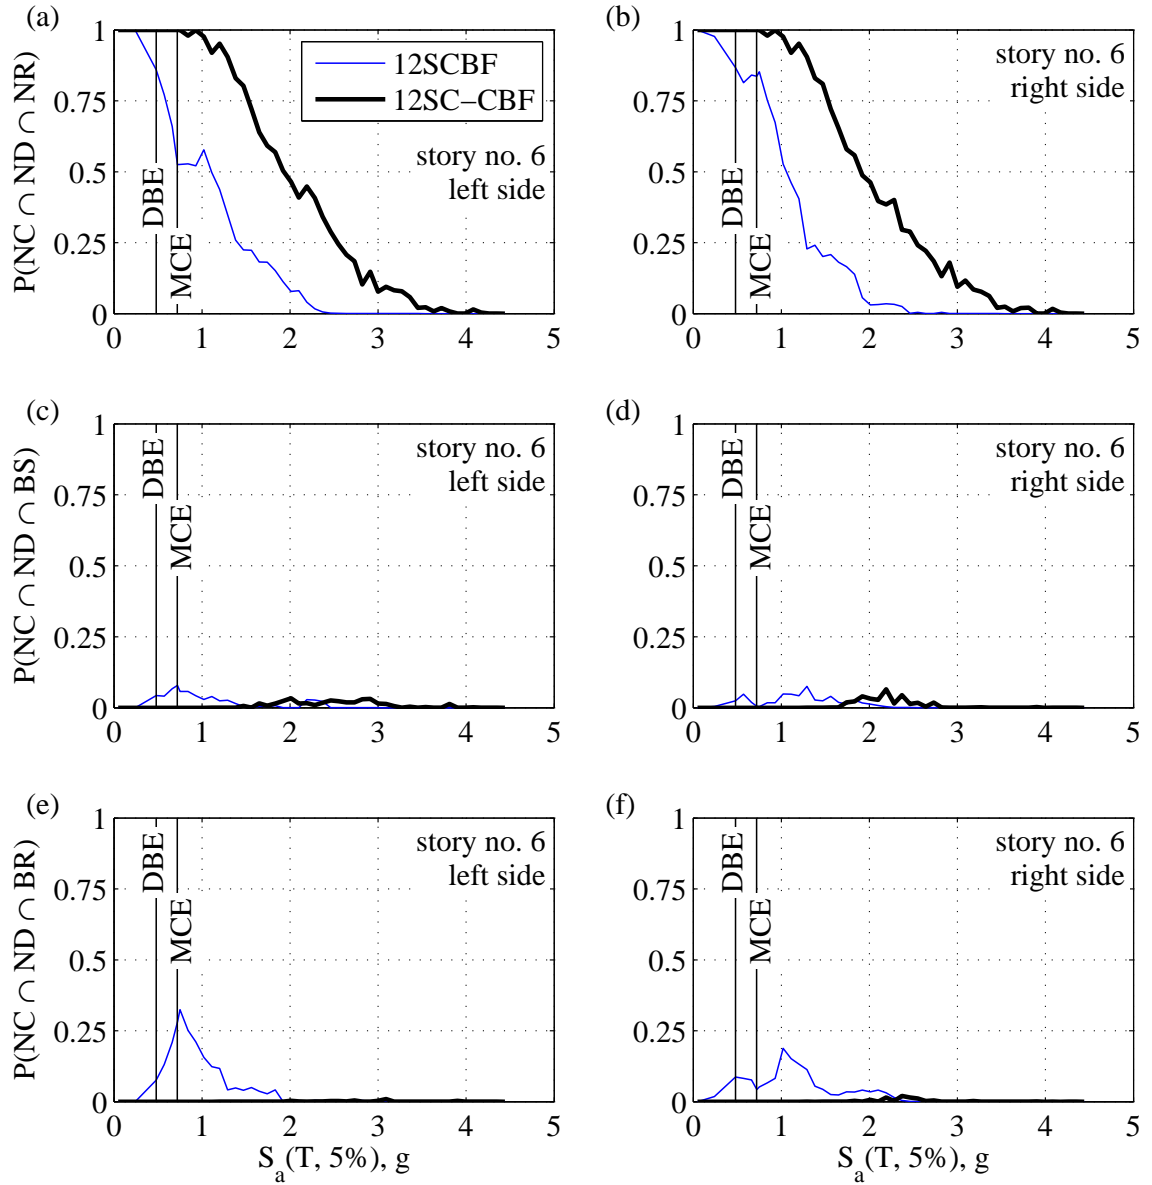 (a)
P(NC ∩ ND ∩ NR)
1
0.75
0.5
0.25
0
0 1 2 3 4 5
DBE
MCE
12SCBF
12SC−CBF
story no. 6
left side
(b)
1
0.75
0.5
0.25
0
0 1 2 3 4 5
DBE
MCE
story no. 6
right side
(c)
P(NC ∩ ND ∩ BS)
1
0.75
0.5
0.25
0
0 1 2 3 4 5
DBE
MCE
story no. 6
left side
(d)
1
0.75
0.5
0.25
0
0 1 2 3 4 5
DBE
MCE
story no. 6
right side
(e)
P(NC ∩ ND ∩ BR)
1
0.75
0.5
0.25
0
0 1 2 3 4 5
DBE
MCE
story no. 6
left side
S_a(T, 5%), g
(f)
1
0.75
0.5
0.25
0
0 1 2 3 4 5
DBE
MCE
story no. 6
right side
S_a(T, 5%), g